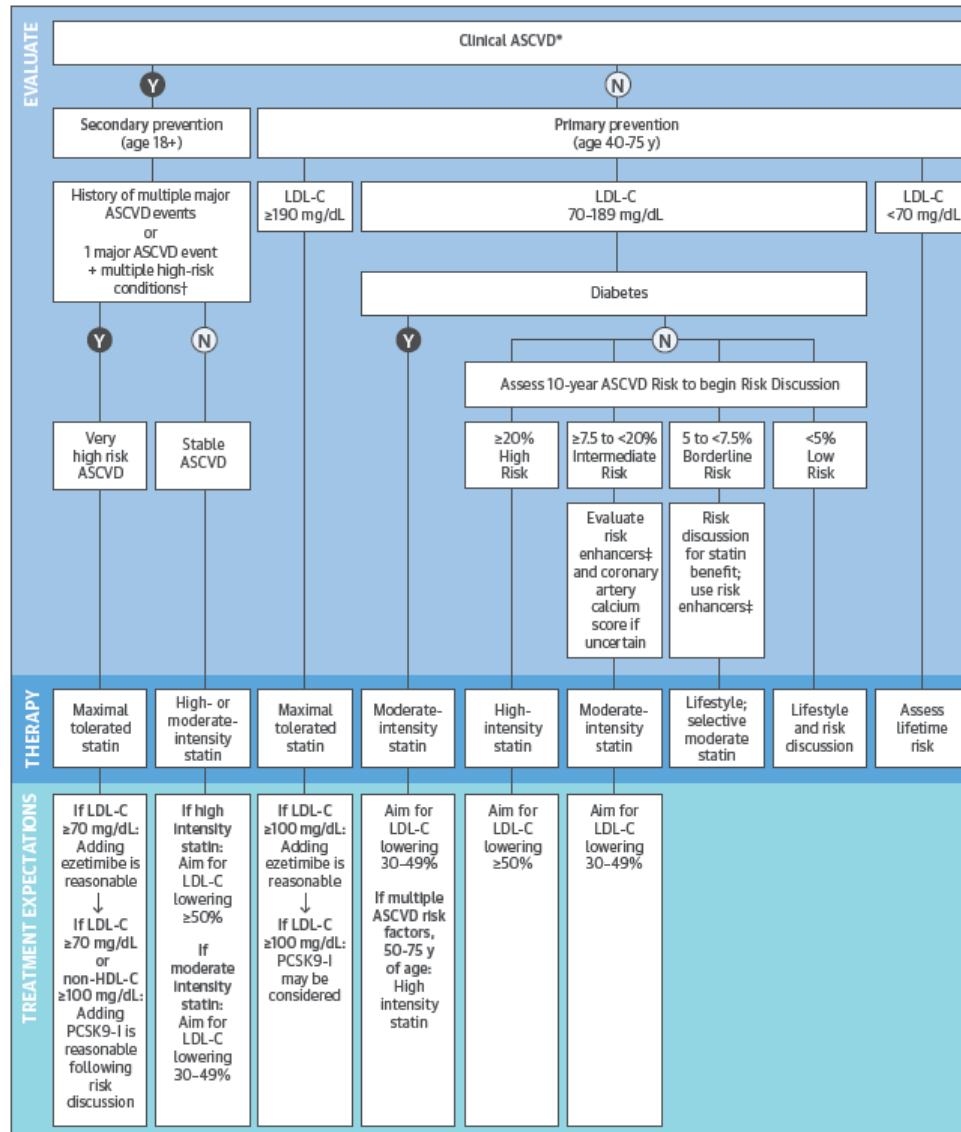 EVALUATE
Clinical ASCVD*
Y
N
Secondary prevention
(age 18+)
Primary prevention
(age 40-75 y)
History of multiple major
ASCVD events
or
1 major ASCVD event
+ multiple high-risk
conditions†
LDL-C
≥190 mg/dL
LDL-C
70-189 mg/dL
LDL-C
<70 mg/dL
Diabetes
Y
N
Y
N
Assess 10-year ASCVD Risk to begin Risk Discussion
Very
high risk
ASCVD
Stable
ASCVD
≥20%
High
Risk
≥7.5 to <20%
Intermediate
Risk
5 to <7.5%
Borderline
Risk
<5%
Low
Risk
Evaluate
risk
enhancers‡
and coronary
artery
calcium
score if
uncertain
Risk
discussion
for statin
benefit;
use risk
enhancers‡
THERAPY
Maximal
tolerated
statin
High- or
moderate-
intensity
statin
Maximal
tolerated
statin
Moderate-
intensity
statin
High-
intensity
statin
Moderate-
intensity
statin
Lifestyle;
selective
moderate
statin
Lifestyle
and risk
discussion
Assess
lifetime
risk
TREATMENT EXPECTATIONS
If LDL-C
≥70 mg/dL:
Adding
ezetimibe is
reasonable
↓
If LDL-C
≥70 mg/dL
or
non-HDL-C
≥100 mg/dL:
Adding
PCSK9-I is
reasonable
following
risk
discussion
If high
intensity
statin:
Aim for
LDL-C
lowering
≥50%
If
moderate
intensity
statin:
Aim for
LDL-C
lowering
30-49%
If LDL-C
≥100 mg/dL:
Adding
ezetimibe is
reasonable
↓
If LDL-C
≥100 mg/dL:
PCSK9-I
may be
considered
Aim for
LDL-C
lowering
30-49%
If multiple
ASCVD risk
factors,
50-75 y
of age:
High
intensity
statin
Aim for
LDL-C
lowering
≥50%
Aim for
LDL-C
lowering
30-49%